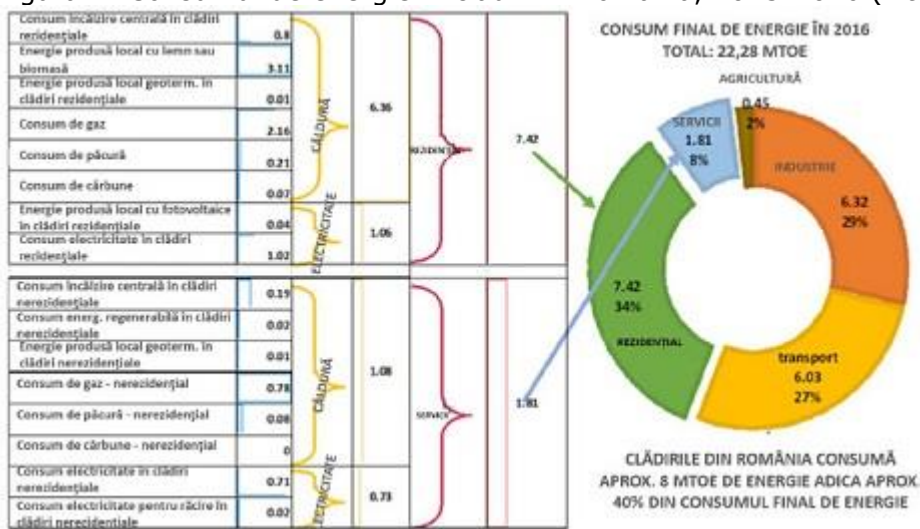 Consum încălzire centrală în clădiri
rezidențiale
0.8
Energie produsă local cu lemn sau
biomasă
3.11
Energie produsă local geoterm. în
clădiri rezidențiale
0.01
Consum de gaz
2.16
Consum de păcură
0.21
Consum de cărbune
0.07
Energie produsă local cu fotovoltaice
în clădiri rezidențiale
0.04
Consum electricitate în clădiri
rezidențiale
1.02
CĂLDURĂ
6.36
ELECTRICITATE
1.06
REZIDENȚIAL
7.42
Consum încălzire centrală în clădiri
nerezidențiale
0.19
Consum energ. regenerabilă în clădiri
nerezidențiale
0.02
Energie produsă local geoterm. în
clădiri nerezidențiale
0.01
Consum de gaz - nerezidențial
0.78
Consum de păcură - nerezidențial
0.08
Consum de cărbune - nerezidențial
0
Consum electricitate în clădiri
nerezidențiale
0.71
Consum electricitate pentru răcire în
clădiri nerezidențiale
0.02
CĂLDURĂ
1.08
ELECTRICITATE
0.73
SERVICII
1.81
CONSUM FINAL DE ENERGIE ÎN 2016
TOTAL: 22,28 MTOE
AGRICULTURĂ
0.45
2%
SERVICII
1.81
8%
INDUSTRIE
6.32
29%
7.42
34%
REZIDENȚIAL
transport
6.03
27%
CLĂDIRILE DIN ROMÂNIA CONSUMĂ
APROX. 8 MTOE DE ENERGIE ADICA APROX.
40% DIN CONSUMUL FINAL DE ENERGIE